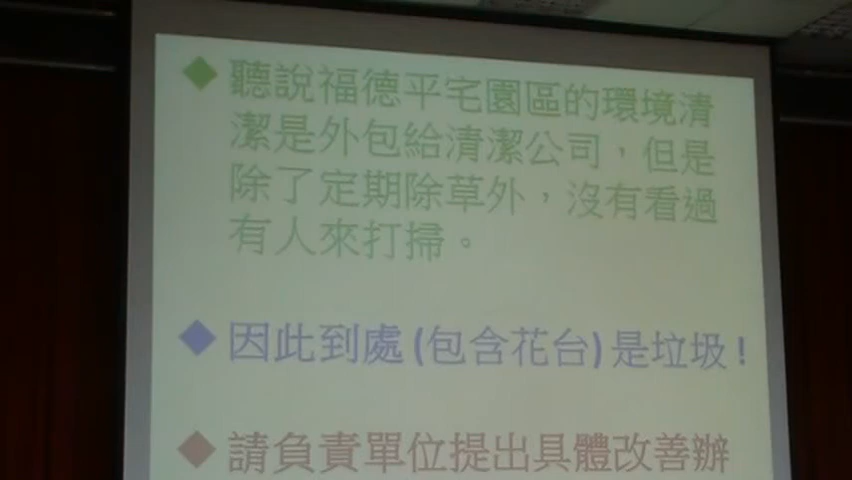 ◆ 聽說福德平宅園區的環境清
潔是外包給清潔公司，但是
除了定期除草外，沒有看過
有人來打掃。
◆ 因此到處(包含花台)是垃圾!
◆ 請負責單位提出具體改善辦